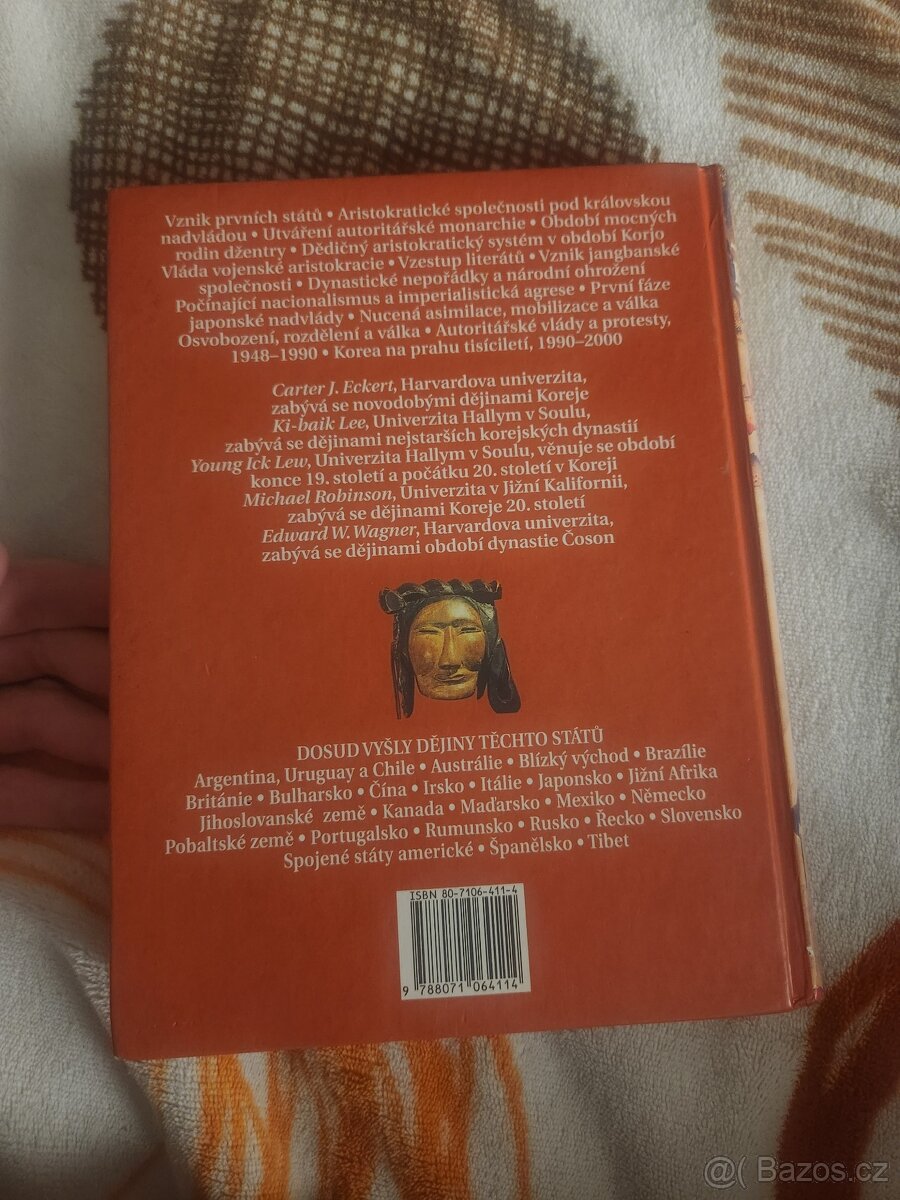 Vznik prvních států • Aristokratické společnosti pod královskou
nadvládou • Utváření autoritářské monarchie • Období mocných
rodin džentry • Dědičný aristokratický systém v období Korjo
Vláda vojenské aristokracie • Vzestup literátů • Vznik jangbanské
společnosti • Dynastické nepořádky a národní ohrožení
Počínající nacionalismus a imperialistická agrese • První fáze
japonské nadvlády • Nucená asimilace, mobilizace a válka
Osvobození, rozdělení a válka • Autoritářské vlády a protesty,
1948–1990 • Korea na prahu tisíciletí, 1990–2000
Carter J. Eckert, Harvardova univerzita,
zabývá se novodobými dějinami Koreje
Ki-baik Lee, Univerzita Hallym v Soulu,
zabývá se dějinami nejstarších korejských dynastií
Young Ick Lew, Univerzita Hallym v Soulu, věnuje se období
konce 19. století a počátku 20. století v Koreji
Michael Robinson, Univerzita v Jižní Kalifornii,
zabývá se dějinami Koreje 20. století
Edward W. Wagner, Harvardova univerzita,
zabývá se dějinami období dynastie Čoson
DOSUD VYŠLY DĚJINY TĚCHTO STÁTŮ
Argentina, Uruguay a Chile • Austrálie • Blízký východ • Brazílie
Británie • Bulharsko • Čína • Irsko • Itálie • Japonsko • Jižní Afrika
Jihoslovanské země • Kanada • Maďarsko • Mexiko • Německo
Pobaltské země • Portugalsko • Rumunsko • Rusko • Řecko • Slovensko
Spojené státy americké • Španělsko • Tibet
ISBN 80-7106-411-4
9 788071 064114
@( Bazos.cz